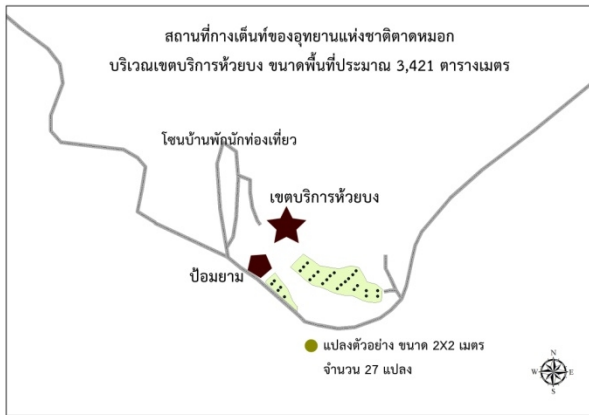 สถานที่กางเต็นท์ของอุทยานแห่งชาติตาดหมอก
บริเวณเขตบริการห้วยบง ขนาดพื้นที่ประมาณ 3,421 ตารางเมตร
โซนบ้านพักนักท่องเที่ยว
เขตบริการห้วยบง
ป้อมยาม
แปลงตัวอย่าง ขนาด 2X2 เมตร
จำนวน 27 แปลง
N
W E
S